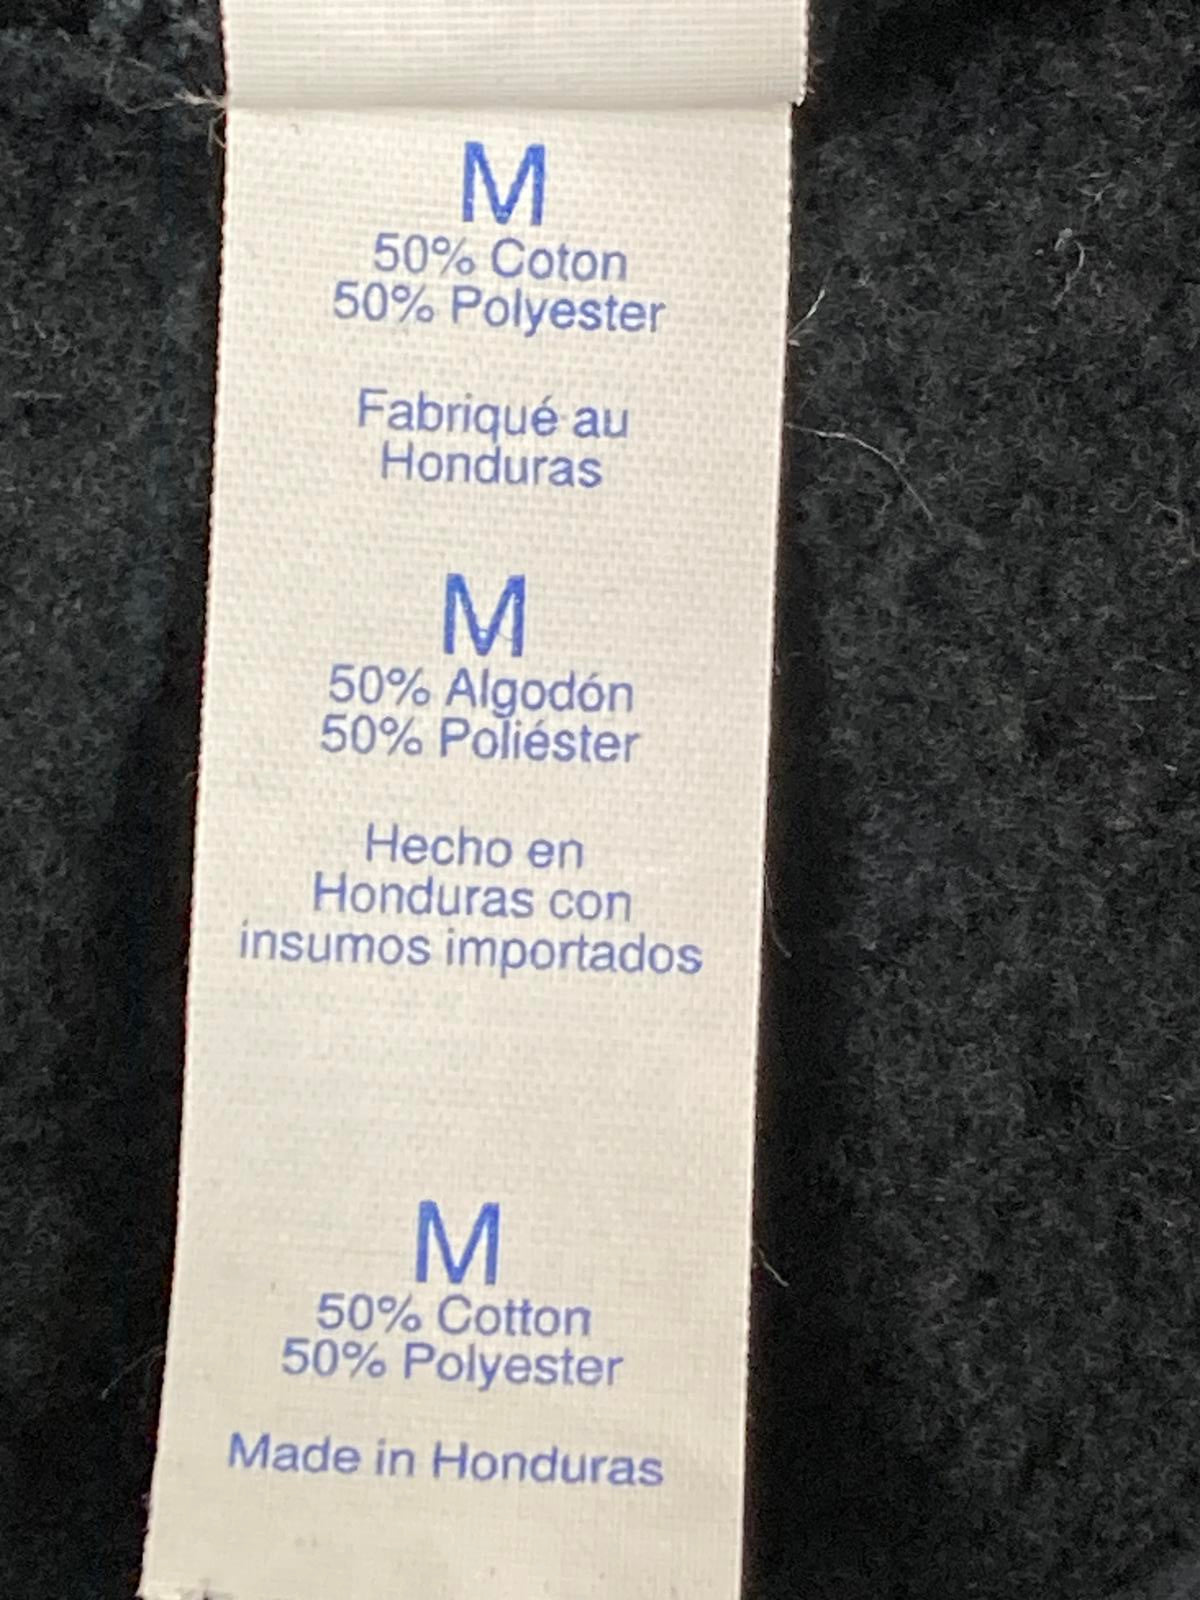 M
50% Coton
50% Polyester
Fabriqué au
Honduras
M
50% Algodón
50% Poliéster
Hecho en
Honduras con
insumos importados
M
50% Cotton
50% Polyester
Made in Honduras